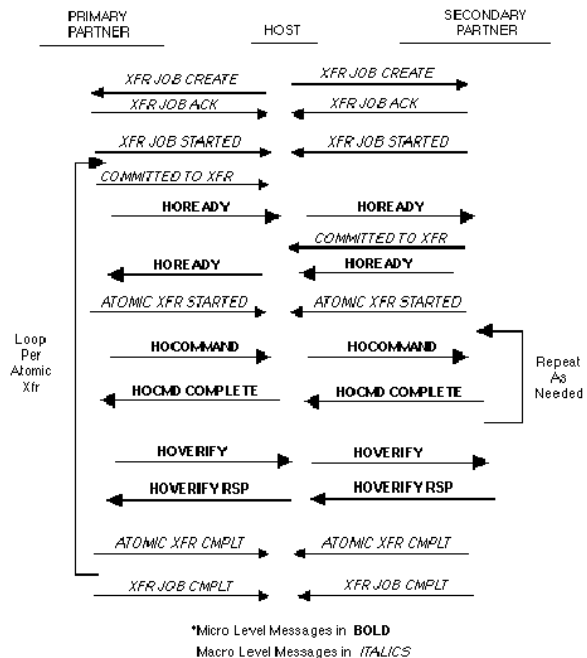 PRIMARY
PARTNER
HOST
SECONDARY
PARTNER
XFR JOB CREATE
XFR JOB CREATE
XFR JOB ACK
XFR JOB ACK
XFR JOB STARTED
XFR JOB STARTED
COMMITTED TO XFR
HOREADY
HOREADY
COMMITTED TO XFR
HOREADY
HOREADY
ATOMIC XFR STARTED
ATOMIC XFR STARTED
Loop
Per
Atomic
Xfr
HOCOMMAND
HOCOMMAND
Repeat
As
Needed
HOCMD COMPLETE
HOCMD COMPLETE
HOVERIFY
HOVERIFY
HOVERIFY RSP
HOVERIFY RSP
ATOMIC XFR CMPLT
ATOMIC XFR CMPLT
XFR JOB CMPLT
XFR JOB CMPLT
*Micro Level Messages in BOLD
Macro Level Messages in ITALICS